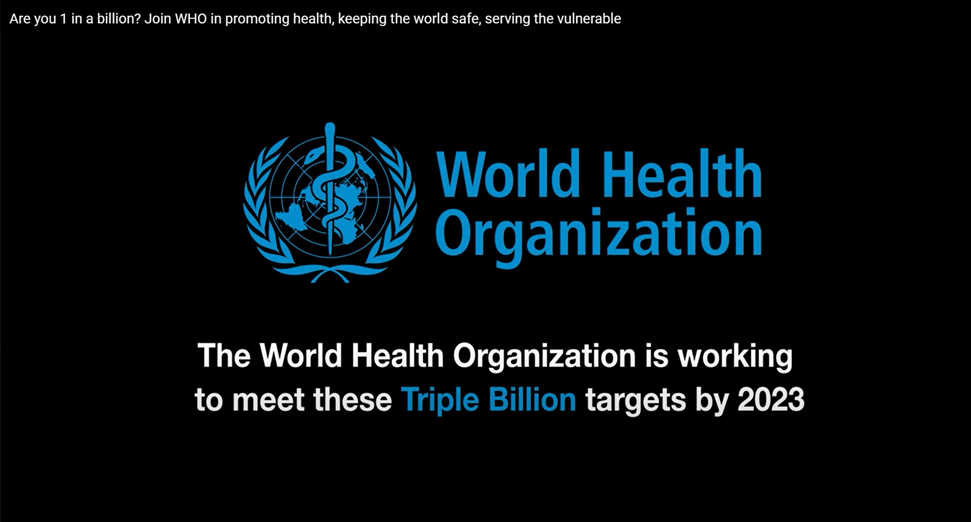 Are you 1 in a billion? Join WHO in promoting health, keeping the world safe, serving the vulnerable
World Health
Organization
The World Health Organization is working
to meet these Triple Billion targets by 2023